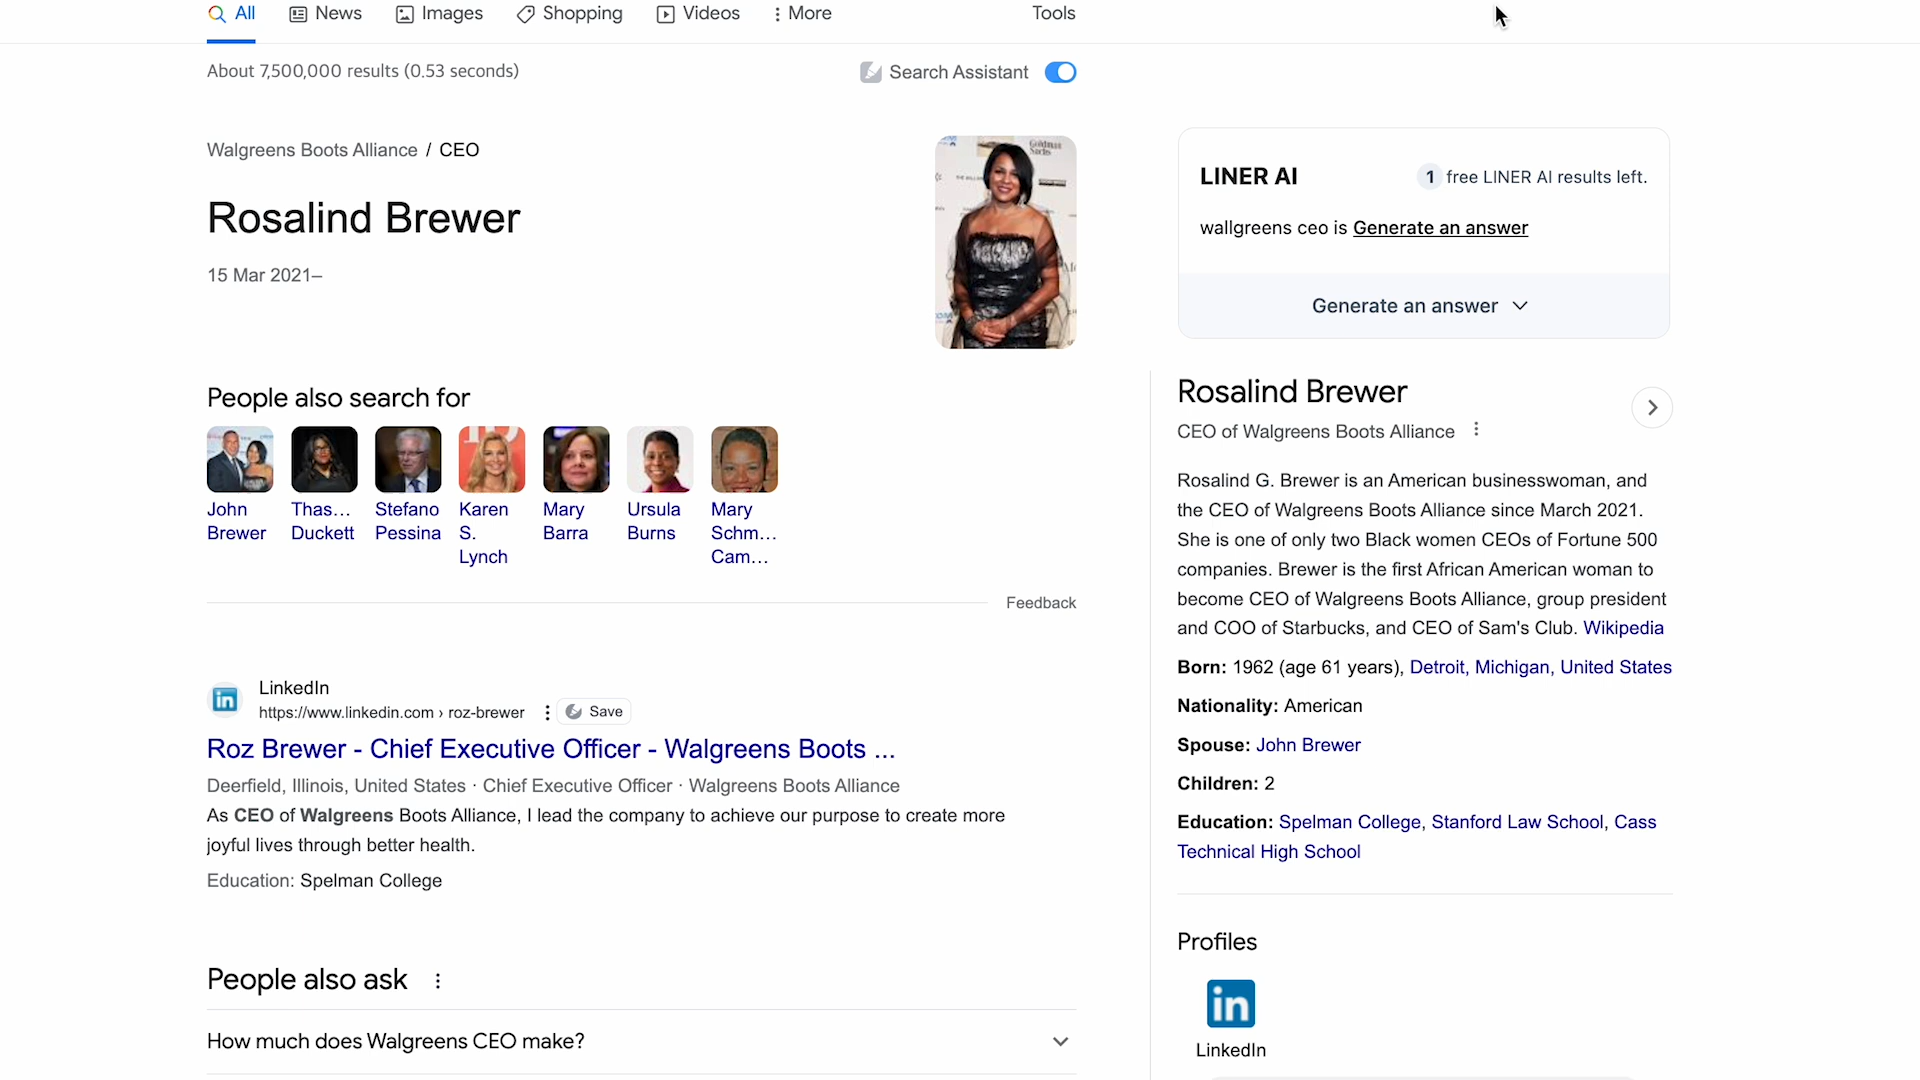 All
News
Images
Shopping
Videos
More
Tools
About 7,500,000 results (0.53 seconds)
Search Assistant
Walgreens Boots Alliance / CEO
Rosalind Brewer
15 Mar 2021–
Goldman
Sachs
People also search for
John
Brewer
Thas...
Duckett
Stefano
Pessina
Karen
S.
Lynch
Mary
Barra
Ursula
Burns
Mary
Schm...
Cam...
Feedback
LinkedIn
https://www.linkedin.com › roz-brewer
Save
Roz Brewer - Chief Executive Officer - Walgreens Boots ...
Deerfield, Illinois, United States · Chief Executive Officer · Walgreens Boots Alliance
As CEO of Walgreens Boots Alliance, I lead the company to achieve our purpose to create more
joyful lives through better health.
Education: Spelman College
People also ask
How much does Walgreens CEO make?
LINER AI
1 free LINER AI results left.
wallgreens ceo is Generate an answer
Generate an answer
Rosalind Brewer
CEO of Walgreens Boots Alliance
Rosalind G. Brewer is an American businesswoman, and
the CEO of Walgreens Boots Alliance since March 2021.
She is one of only two Black women CEOs of Fortune 500
companies. Brewer is the first African American woman to
become CEO of Walgreens Boots Alliance, group president
and COO of Starbucks, and CEO of Sam's Club. Wikipedia
Born: 1962 (age 61 years), Detroit, Michigan, United States
Nationality: American
Spouse: John Brewer
Children: 2
Education: Spelman College, Stanford Law School, Cass
Technical High School
Profiles
in
LinkedIn